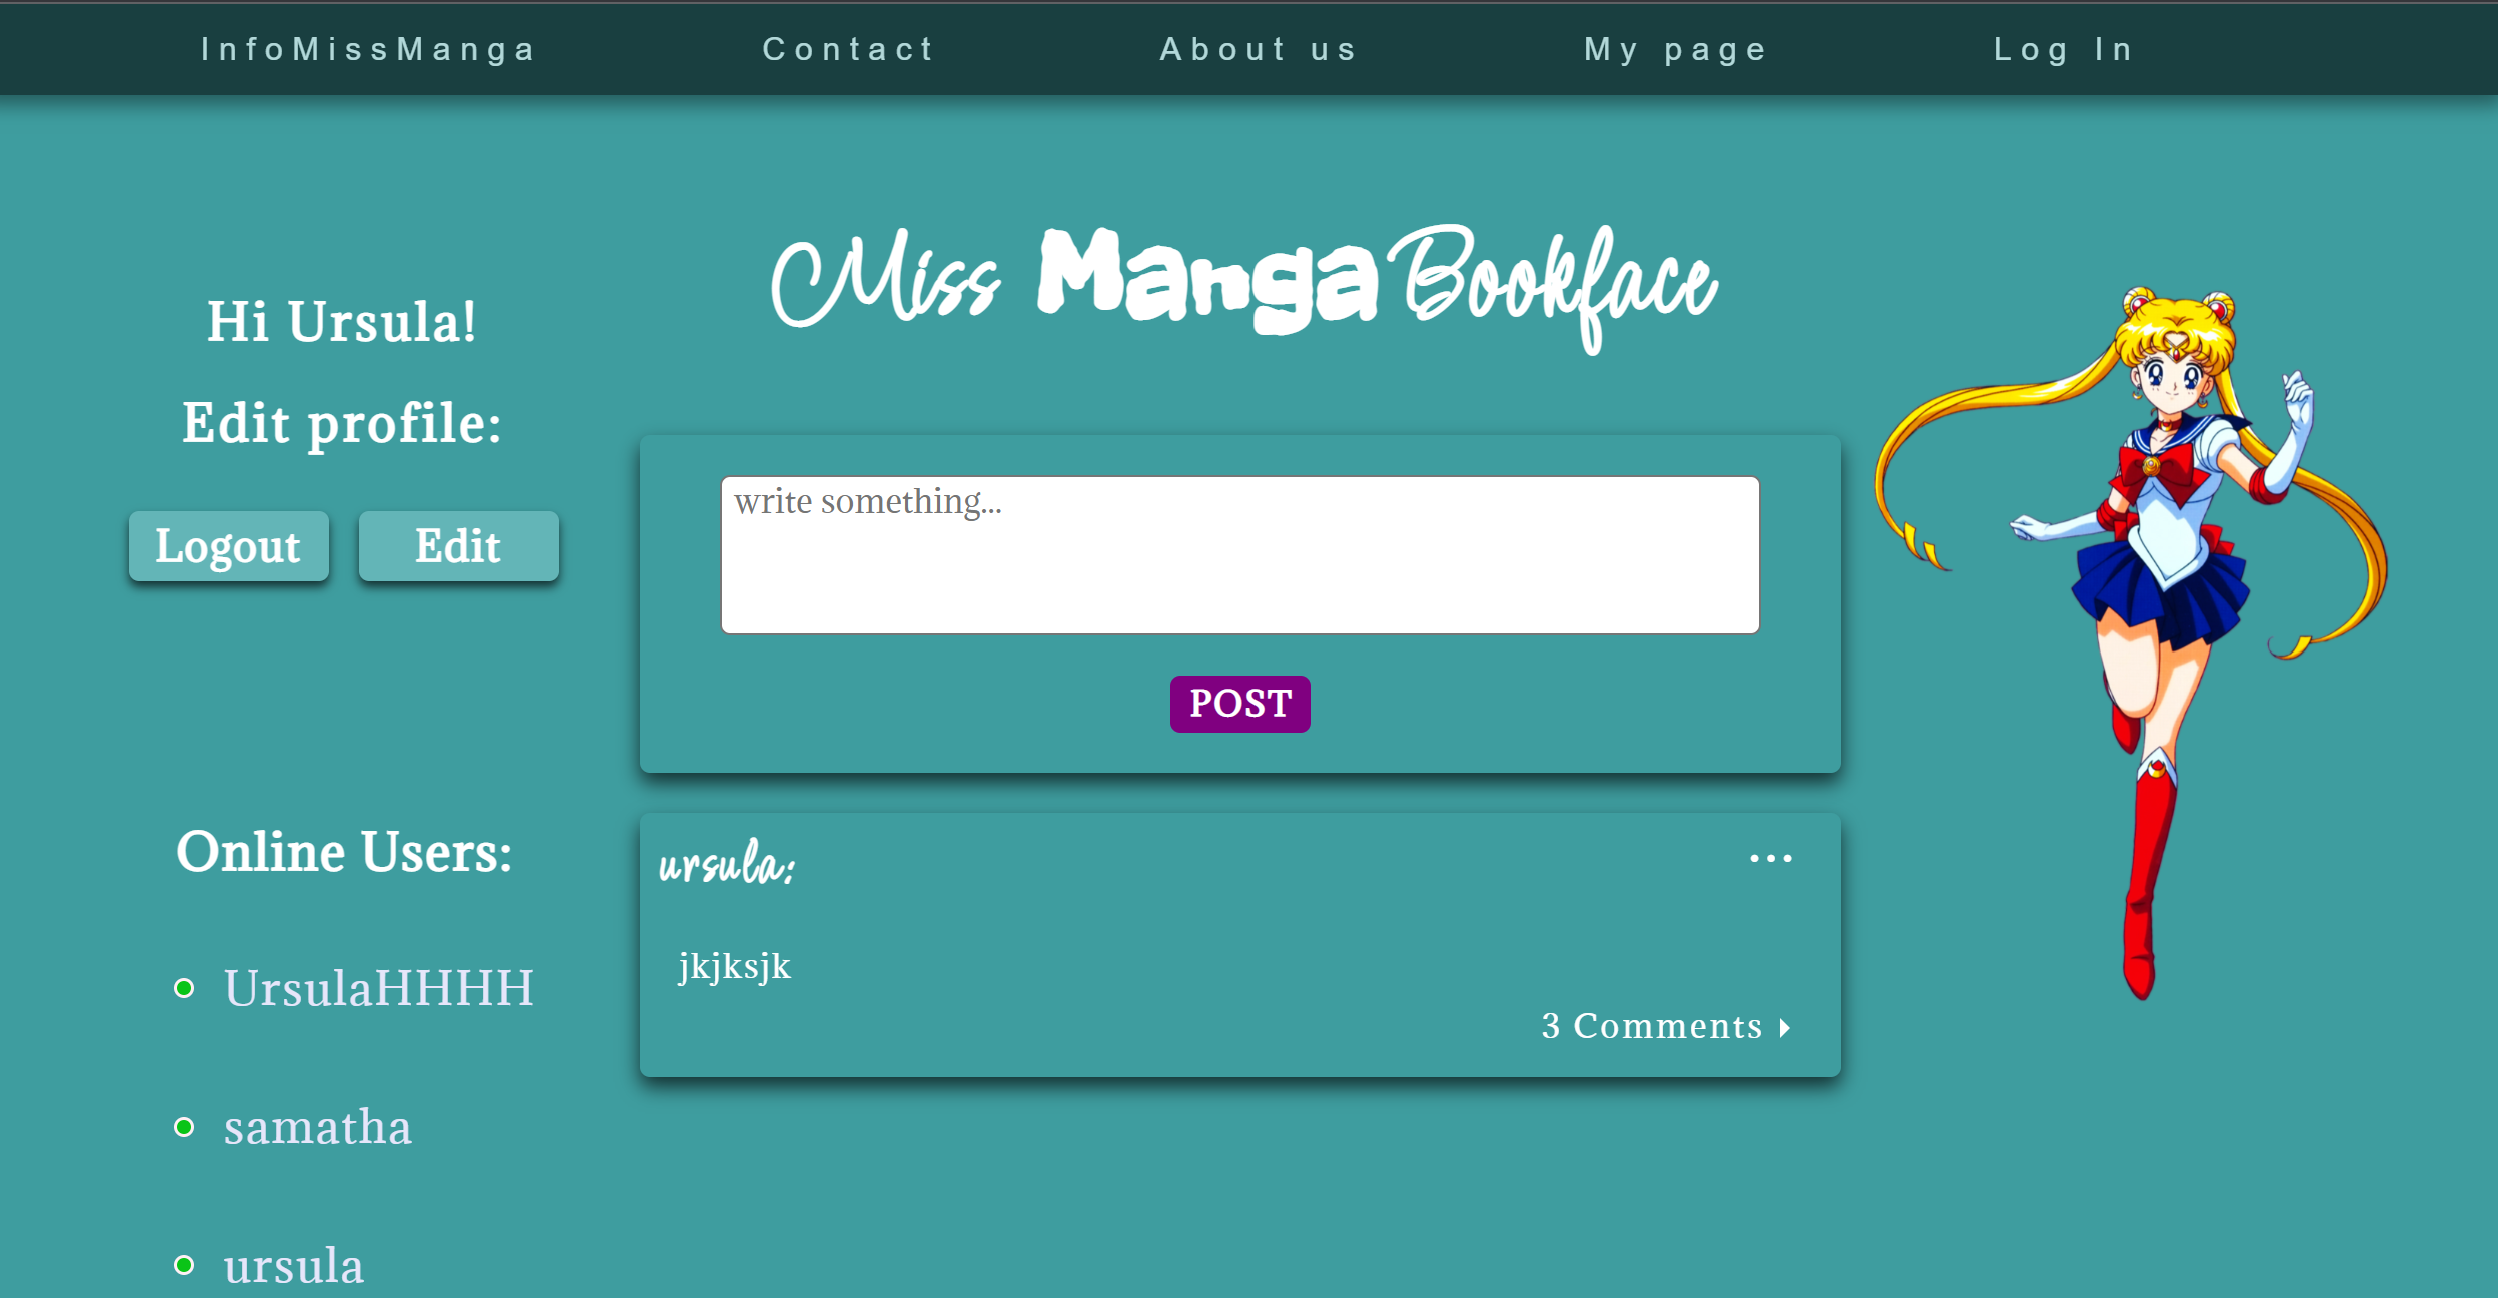 InfoMissManga
Contact
About us
My page
Log In
Miss Manga Bookface
Hi Ursula!
Edit profile:
Logout
Edit
write something...
POST
Online Users:
UrsulaHHHH
samatha
ursula
ursula:
...
jkjksjk
3 Comments